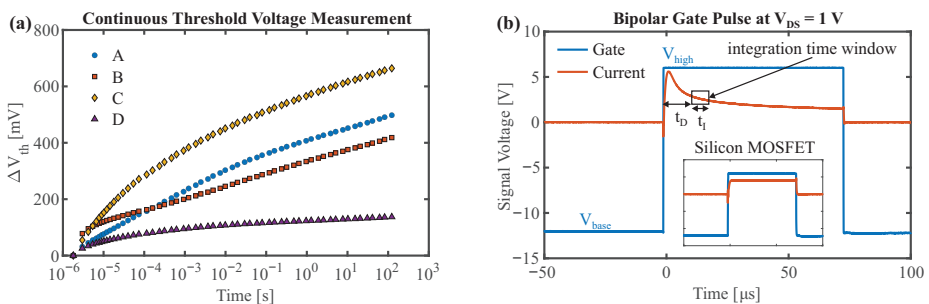 (a) Continuous Threshold Voltage Measurement
800
600
400
200
0
Δ V_th [mV]
A
B
C
D
10^-6 10^-5 10^-4 10^-3 10^-2 10^-1 10^0 10^1 10^2 10^3
Time [s]
(b) Bipolar Gate Pulse at V_DS = 1 V
15
10
5
0
−5
−10
−15
Signal Voltage [V]
Gate
Current
V_high
integration time window
t_D
t_I
Silicon MOSFET
V_base
−50 0 50 100
Time [μs]